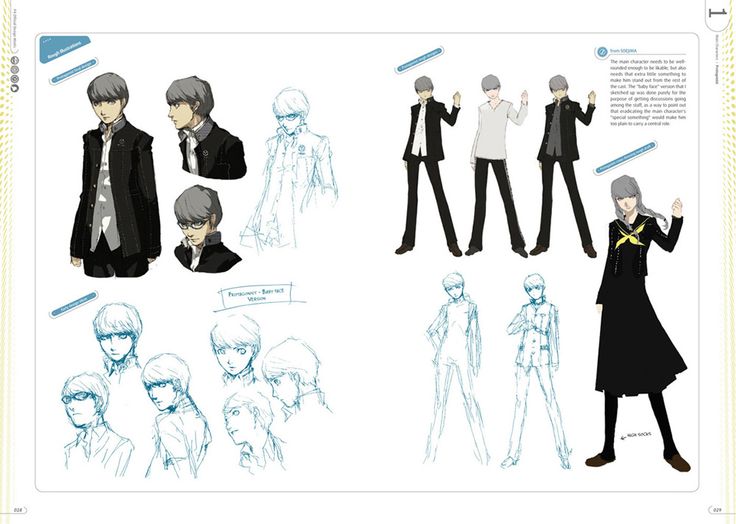 Rough Illustrations
PROTAGONIST - BABY FACE
VERSION
from SOEJIMA
The main character needs to be well-
rounded enough to be likable, but also
needs that extra little something to
make him stand out from the rest of
the cast. The "baby face" version that I
sketched up was done purely for the
purpose of getting discussions going
among the staff, as a way to point out
that eradicating the main character's
"special something" would make him
too plain to carry a central role.
HIGH SOCKS
1
028
029